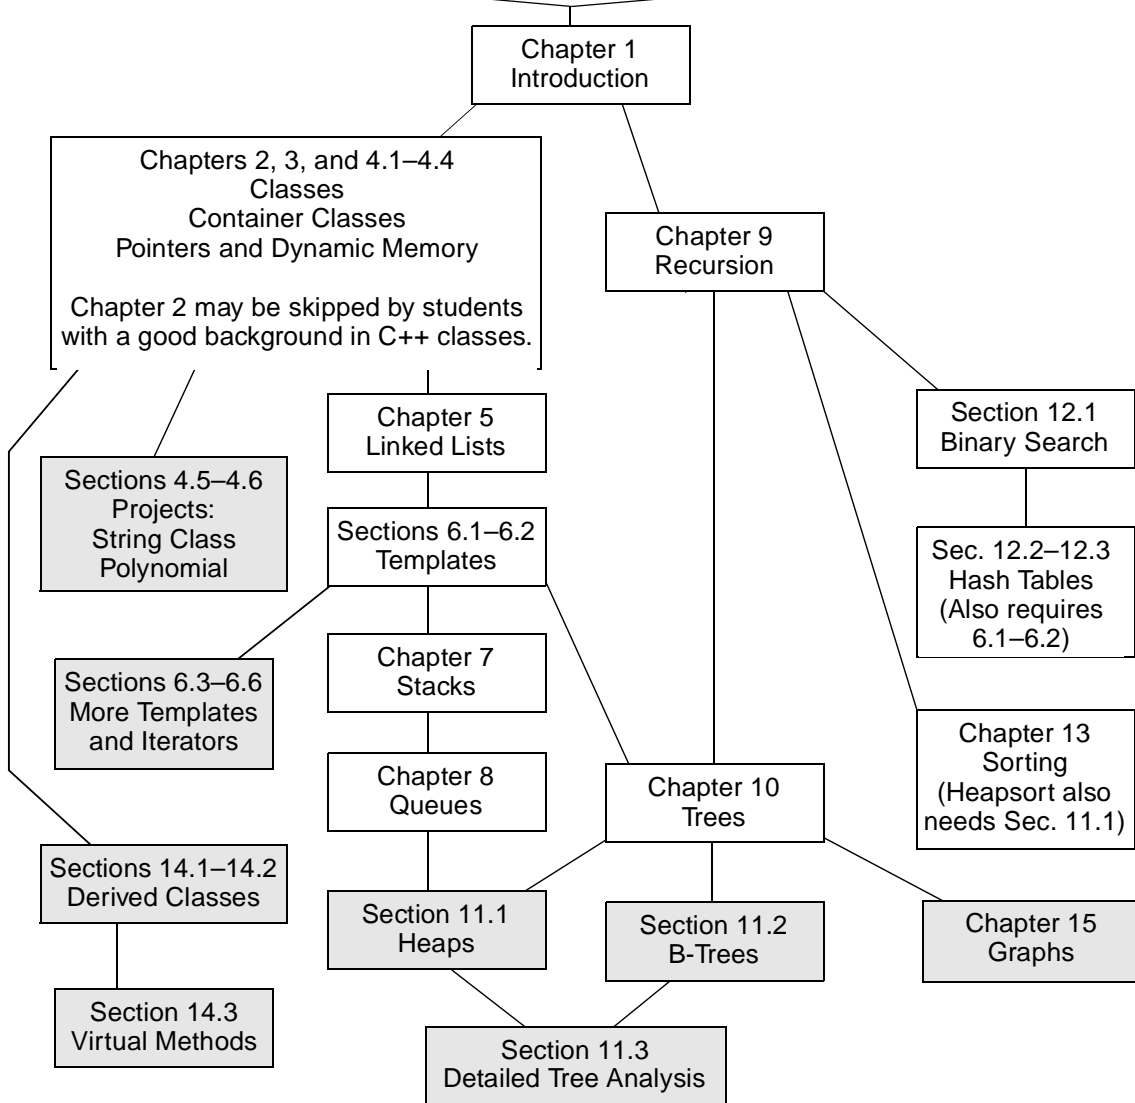 Chapter 1
Introduction
Chapters 2, 3, and 4.1–4.4
Classes
Container Classes
Pointers and Dynamic Memory
Chapter 2 may be skipped by students
with a good background in C++ classes.
Chapter 9
Recursion
Chapter 5
Linked Lists
Section 12.1
Binary Search
Sections 4.5–4.6
Projects:
String Class
Polynomial
Sections 6.1–6.2
Templates
Sec. 12.2–12.3
Hash Tables
(Also requires
6.1–6.2)
Chapter 7
Stacks
Sections 6.3–6.6
More Templates
and Iterators
Chapter 13
Sorting
(Heapsort also
needs Sec. 11.1)
Chapter 8
Queues
Chapter 10
Trees
Sections 14.1–14.2
Derived Classes
Section 11.1
Heaps
Section 11.2
B-Trees
Chapter 15
Graphs
Section 14.3
Virtual Methods
Section 11.3
Detailed Tree Analysis